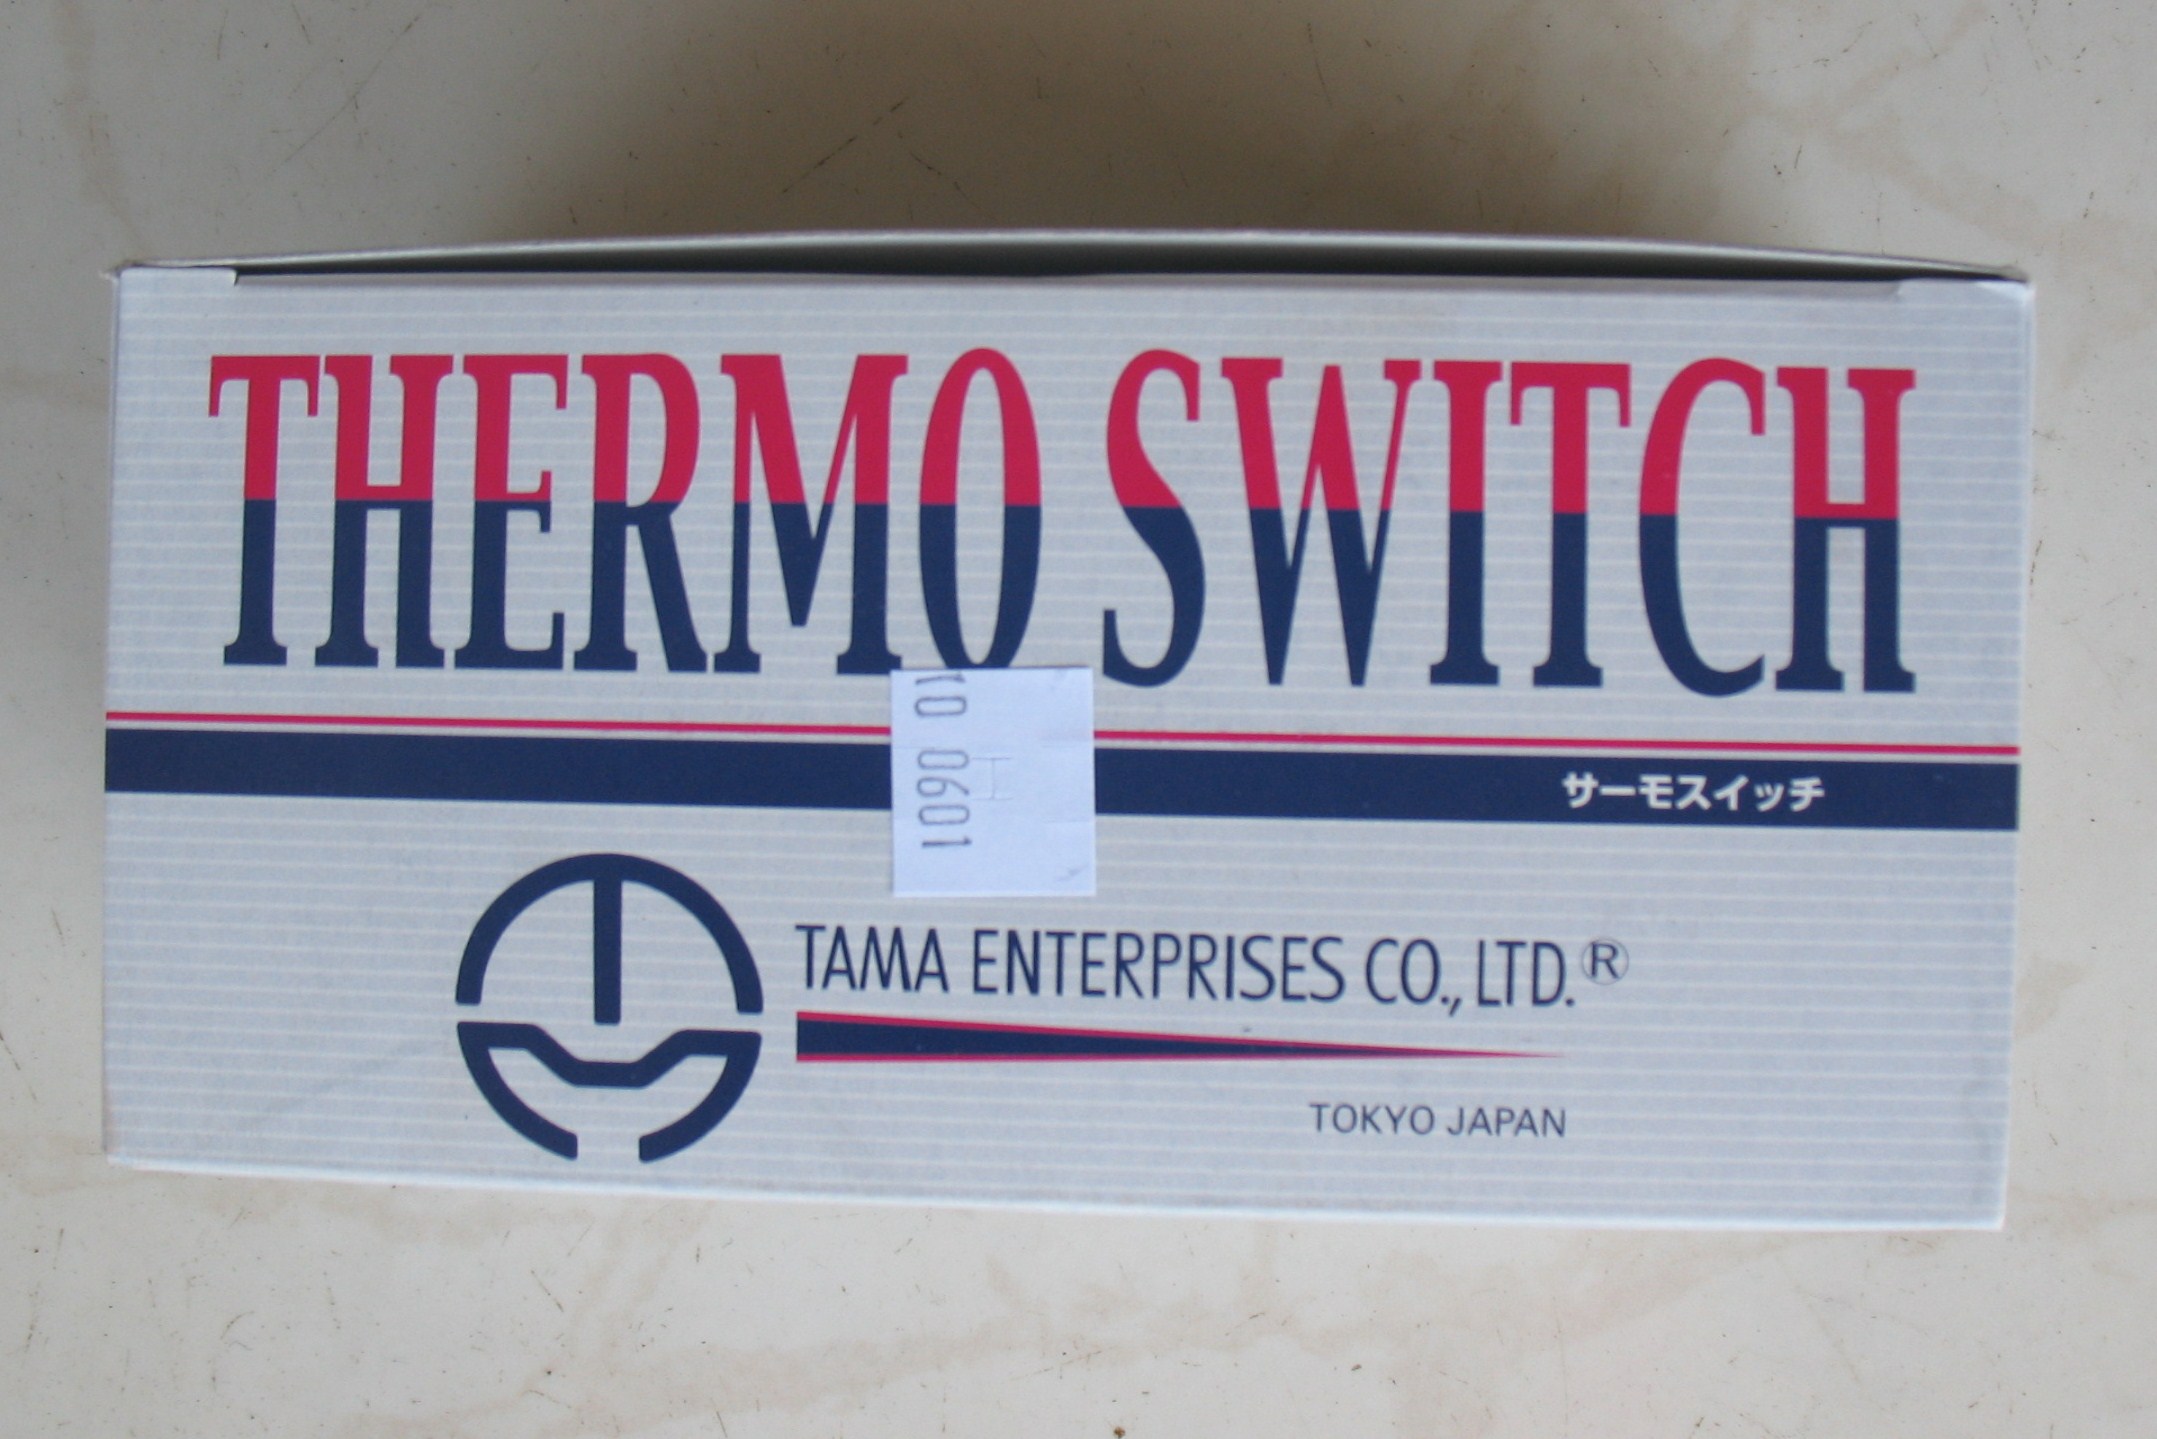 THERMO SWITCH
10 0601
サーモスイッチ
TAMA ENTERPRISES CO., LTD.®
TOKYO JAPAN